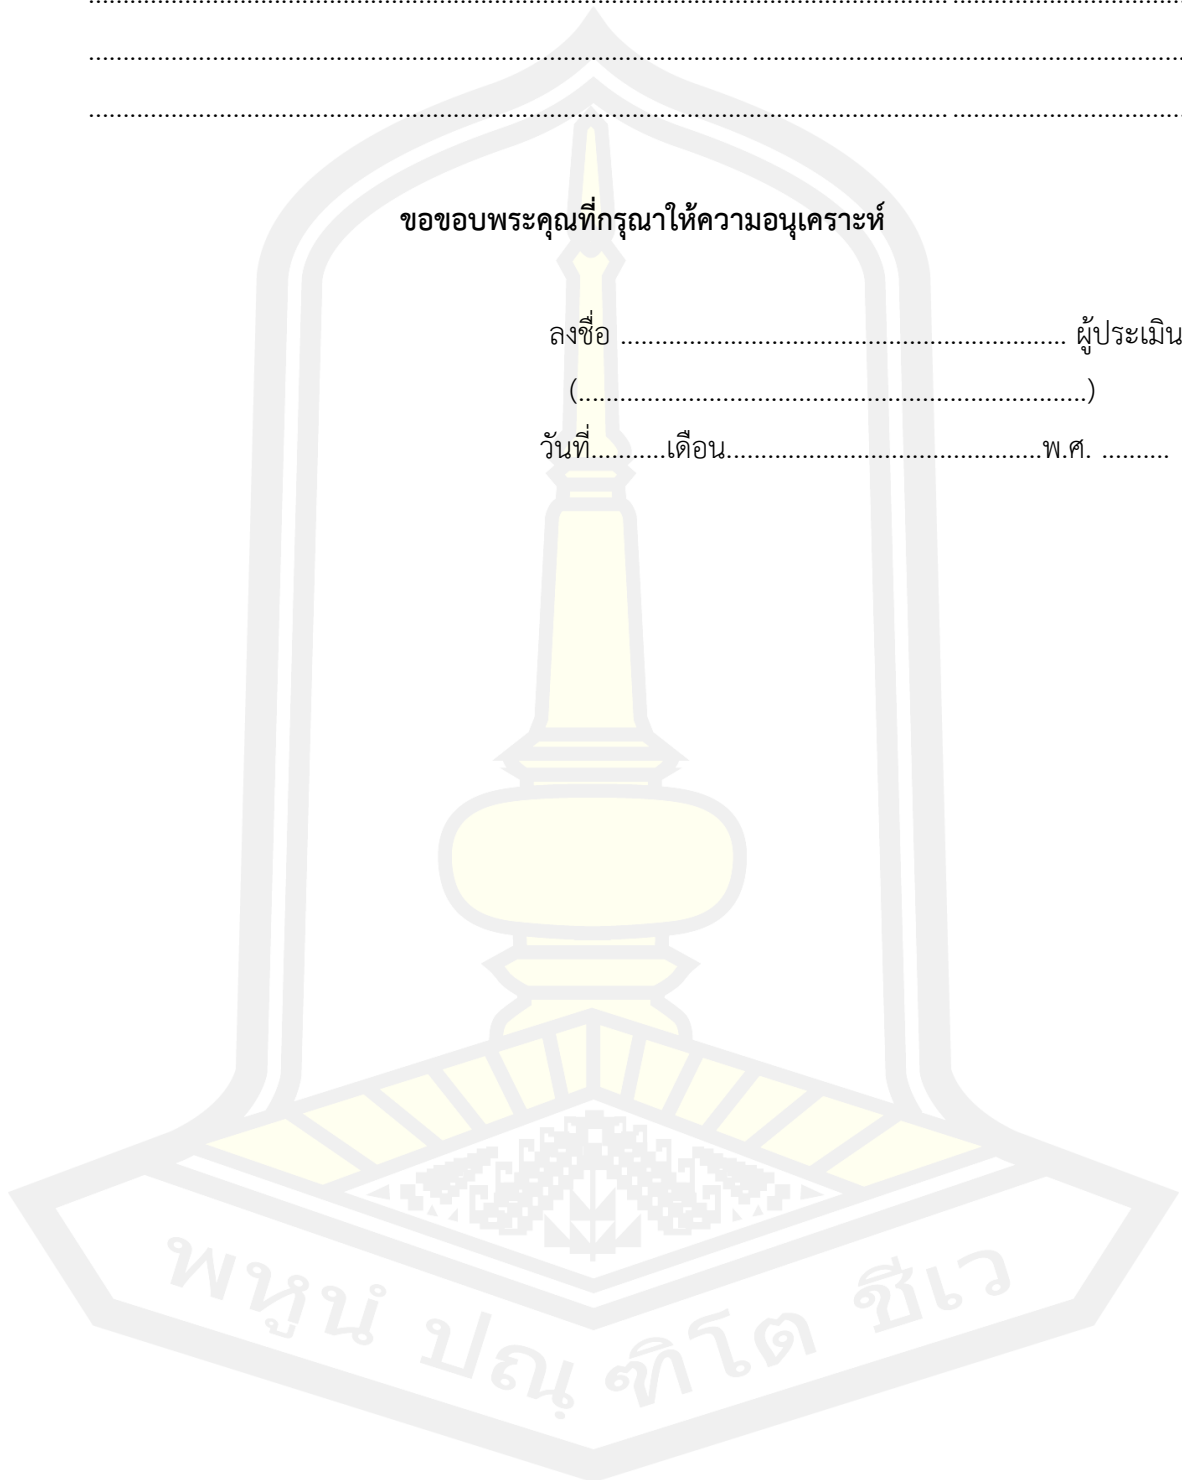 ................................................................................................................................ ..................................
................................................................................................ ..................................................................
................................................................................................................................ ..................................
ขอขอบพระคุณที่กรุณาให้ความอนุเคราะห์
ลงชื่อ ................................................................. ผู้ประเมิน
(..........................................................................)
วันที่...........เดือน..............................................พ.ศ. ..........
พหูนํ ปณฺฑิโต ชีเว